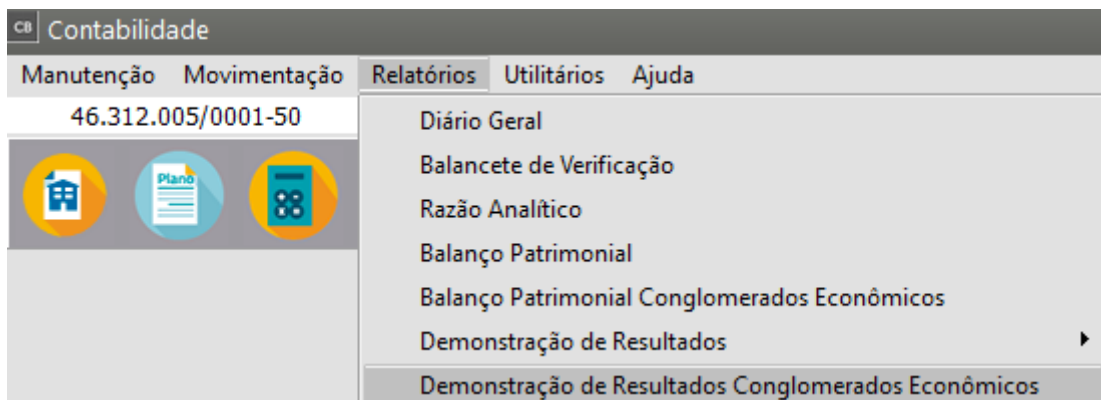 CB Contabilidade
Manutenção Movimentação Relatórios Utilitários Ajuda
46.312.005/0001-50
Plano
Diário Geral
Balancete de Verificação
Razão Analítico
Balanço Patrimonial
Balanço Patrimonial Conglomerados Econômicos
Demonstração de Resultados
Demonstração de Resultados Conglomerados Econômicos